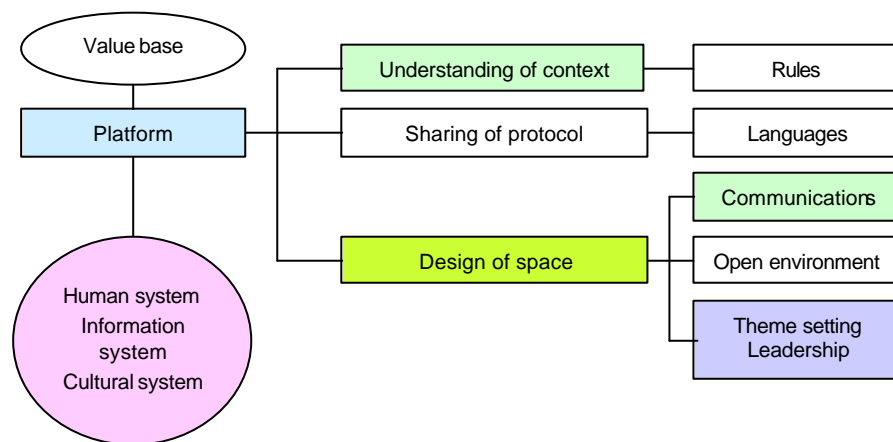 Value base
Platform
Human system
Information
system
Cultural system
Understanding of context
Sharing of protocol
Design of space
Rules
Languages
Communications
Open environment
Theme setting
Leadership